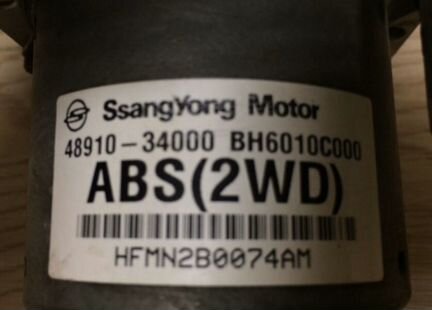 SsangYong Motor
48910-34000 BH6010C000
ABS(2WD)
HFMN2B0074AM